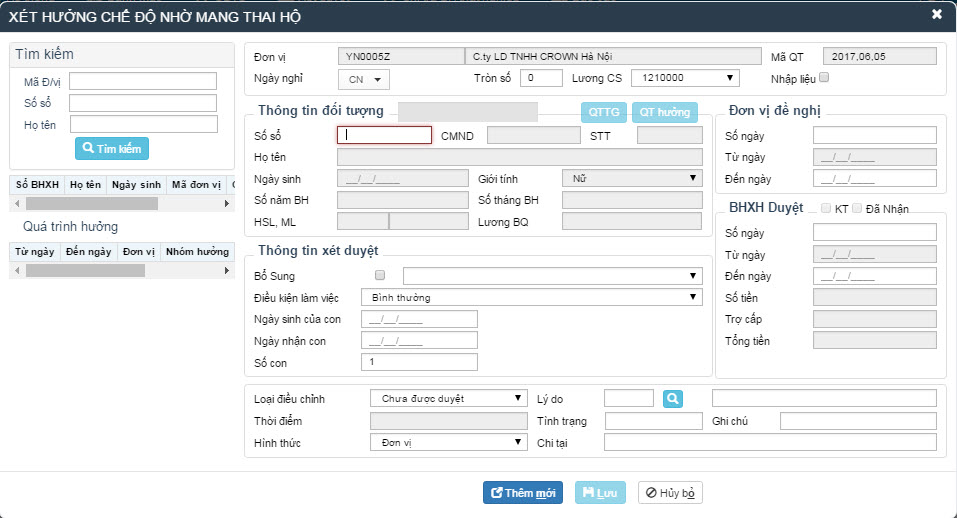 XÉT HƯỞNG CHẾ ĐỘ NHỜ MANG THAI HỘ
Tìm kiếm
Mã Đ/vị
Số sổ
Họ tên
Tìm kiếm
Số BHXH Họ tên Ngày sinh Mã đơn vị
Quá trình hưởng
Từ ngày Đến ngày Đơn vị Nhóm hưởng
Đơn vị YN0005Z C.ty LD TNHH CROWN Hà Nội Mã QT 2017,06,05
Ngày nghỉ CN Tròn số 0 Lương CS 1210000 Nhập liệu
Thông tin đối tượng QTTG QT hưởng
Số sổ CMND STT
Họ tên
Ngày sinh __/__/____ Giới tính Nữ
Số năm BH Số tháng BH
HSL, ML Lương BQ
Thông tin xét duyệt
Bổ Sung
Điều kiện làm việc Bình thường
Ngày sinh của con __/__/____
Ngày nhận con __/__/____
Số con 1
Đơn vị đề nghị
Số ngày
Từ ngày __/__/____
Đến ngày __/__/____
BHXH Duyệt KT Đã Nhận
Số ngày
Từ ngày __/__/____
Đến ngày __/__/____
Số tiền
Trợ cấp
Tổng tiền
Loại điều chỉnh Chưa được duyệt Lý do
Thời điểm Tình trạng Ghi chú
Hình thức Đơn vị Chi tại
Thêm mới Lưu Hủy bỏ